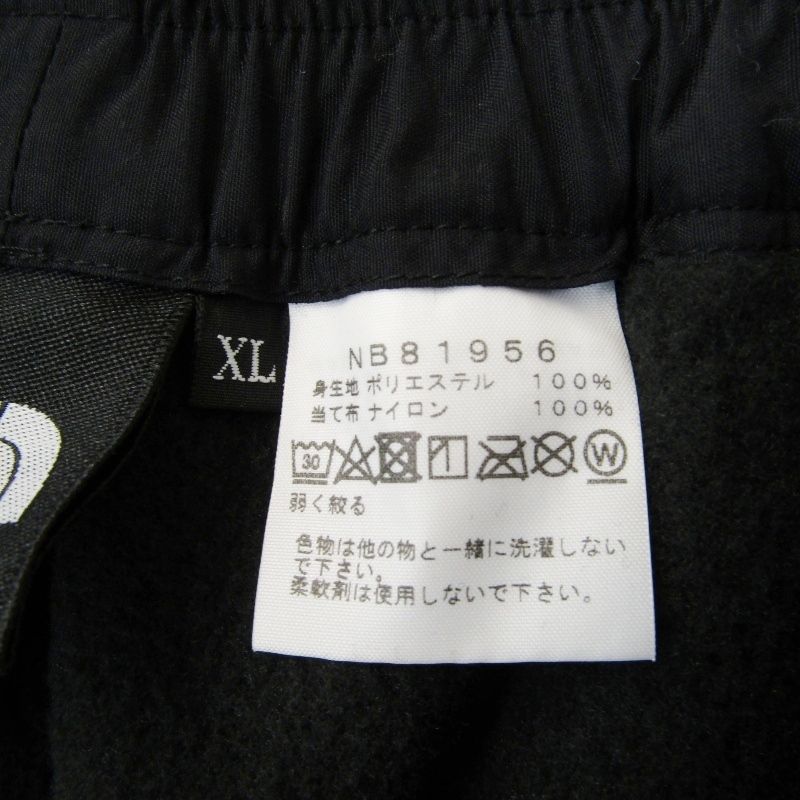 XL
NB81956
身生地 ポリエステル 100%
当て布 ナイロン 100%
30 W
弱く絞る
色物は他の物と一緒に洗濯しない
で下さい。
柔軟剤は使用しないで下さい。